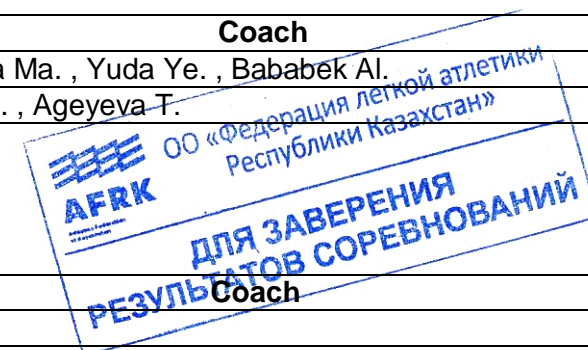 Coach
a Ma. , Yuda Ye. , Bababek Al.
. , Ageyeva T.
ОО «Федерация легкой атлетики
Республики Казахстан»
AFRK
ДЛЯ ЗАВЕРЕНИЯ
РЕЗУЛЬТАТОВ СОРЕВНОВАНИЙ
Coach